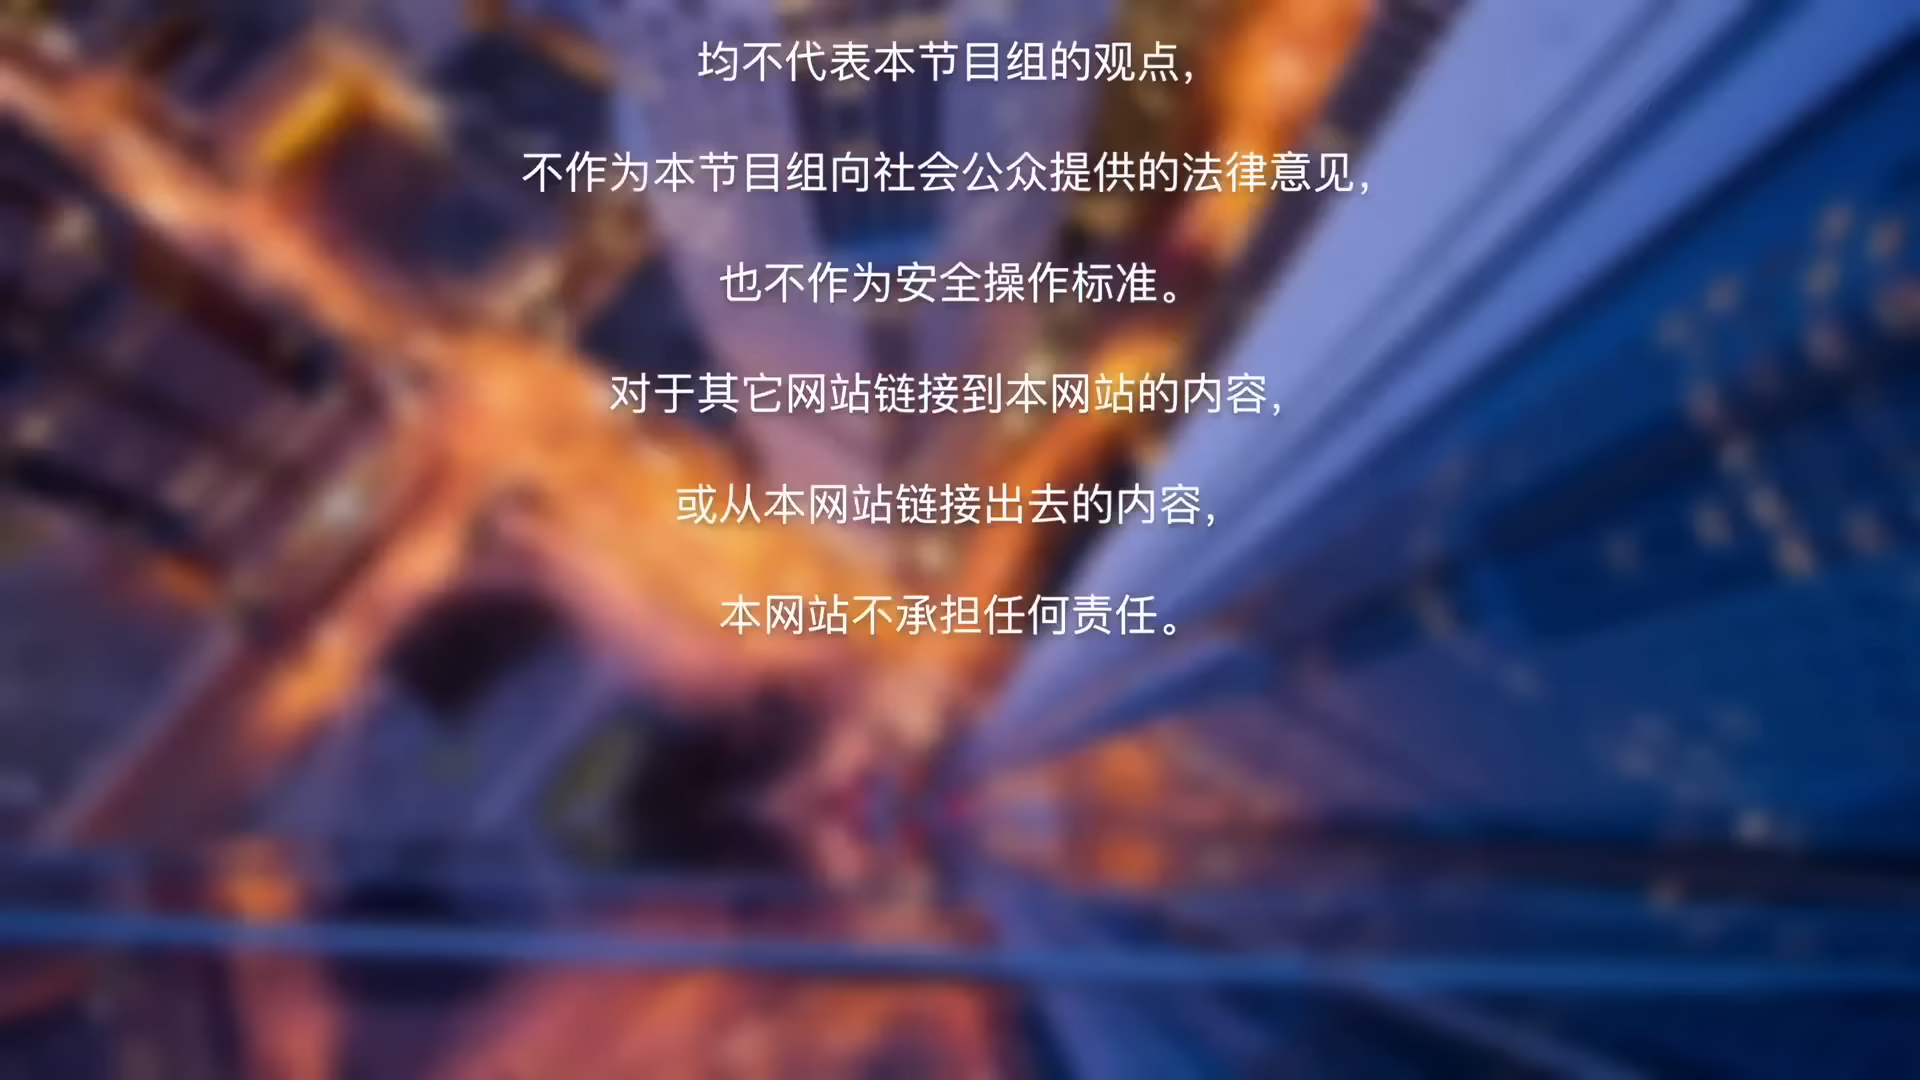 均不代表本节目组的观点，
不作为本节目组向社会公众提供的法律意见，
也不作为安全操作标准。
对于其它网站链接到本网站的内容，
或从本网站链接出去的内容，
本网站不承担任何责任。